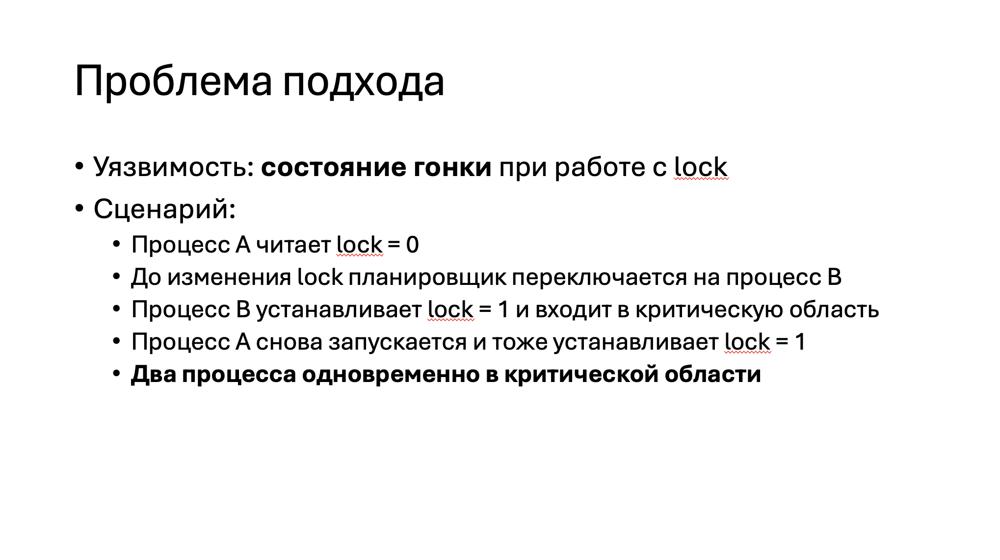 Проблема подхода
• Уязвимость: состояние гонки при работе с lock
• Сценарий:
• Процесс A читает lock = 0
• До изменения lock планировщик переключается на процесс B
• Процесс B устанавливает lock = 1 и входит в критическую область
• Процесс A снова запускается и тоже устанавливает lock = 1
• Два процесса одновременно в критической области